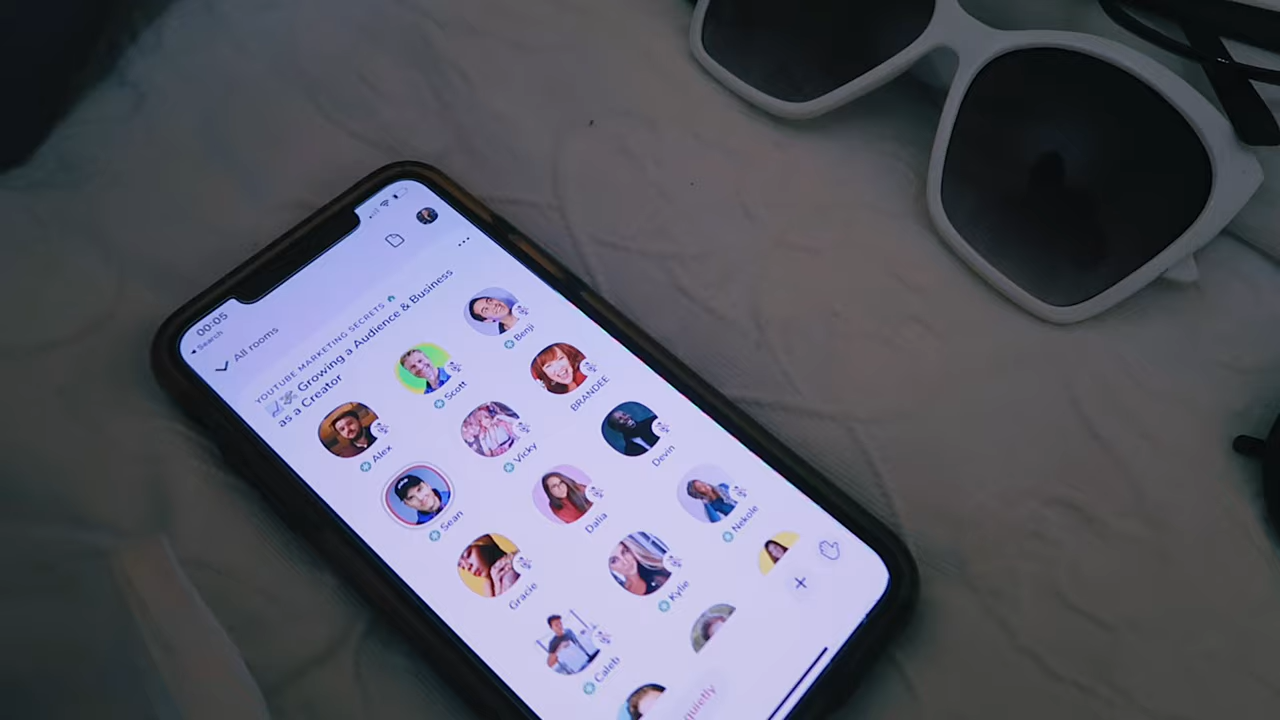 00:05
Search
All rooms
YOUTUBE MARKETING SECRETS
Growing a Audience & Business
as a Creator
Alex
Scott
Benji
Sean
Vicky
BRANDEE
Gracie
Dalia
Devin
Caleb
Kylie
Nekole
quietly